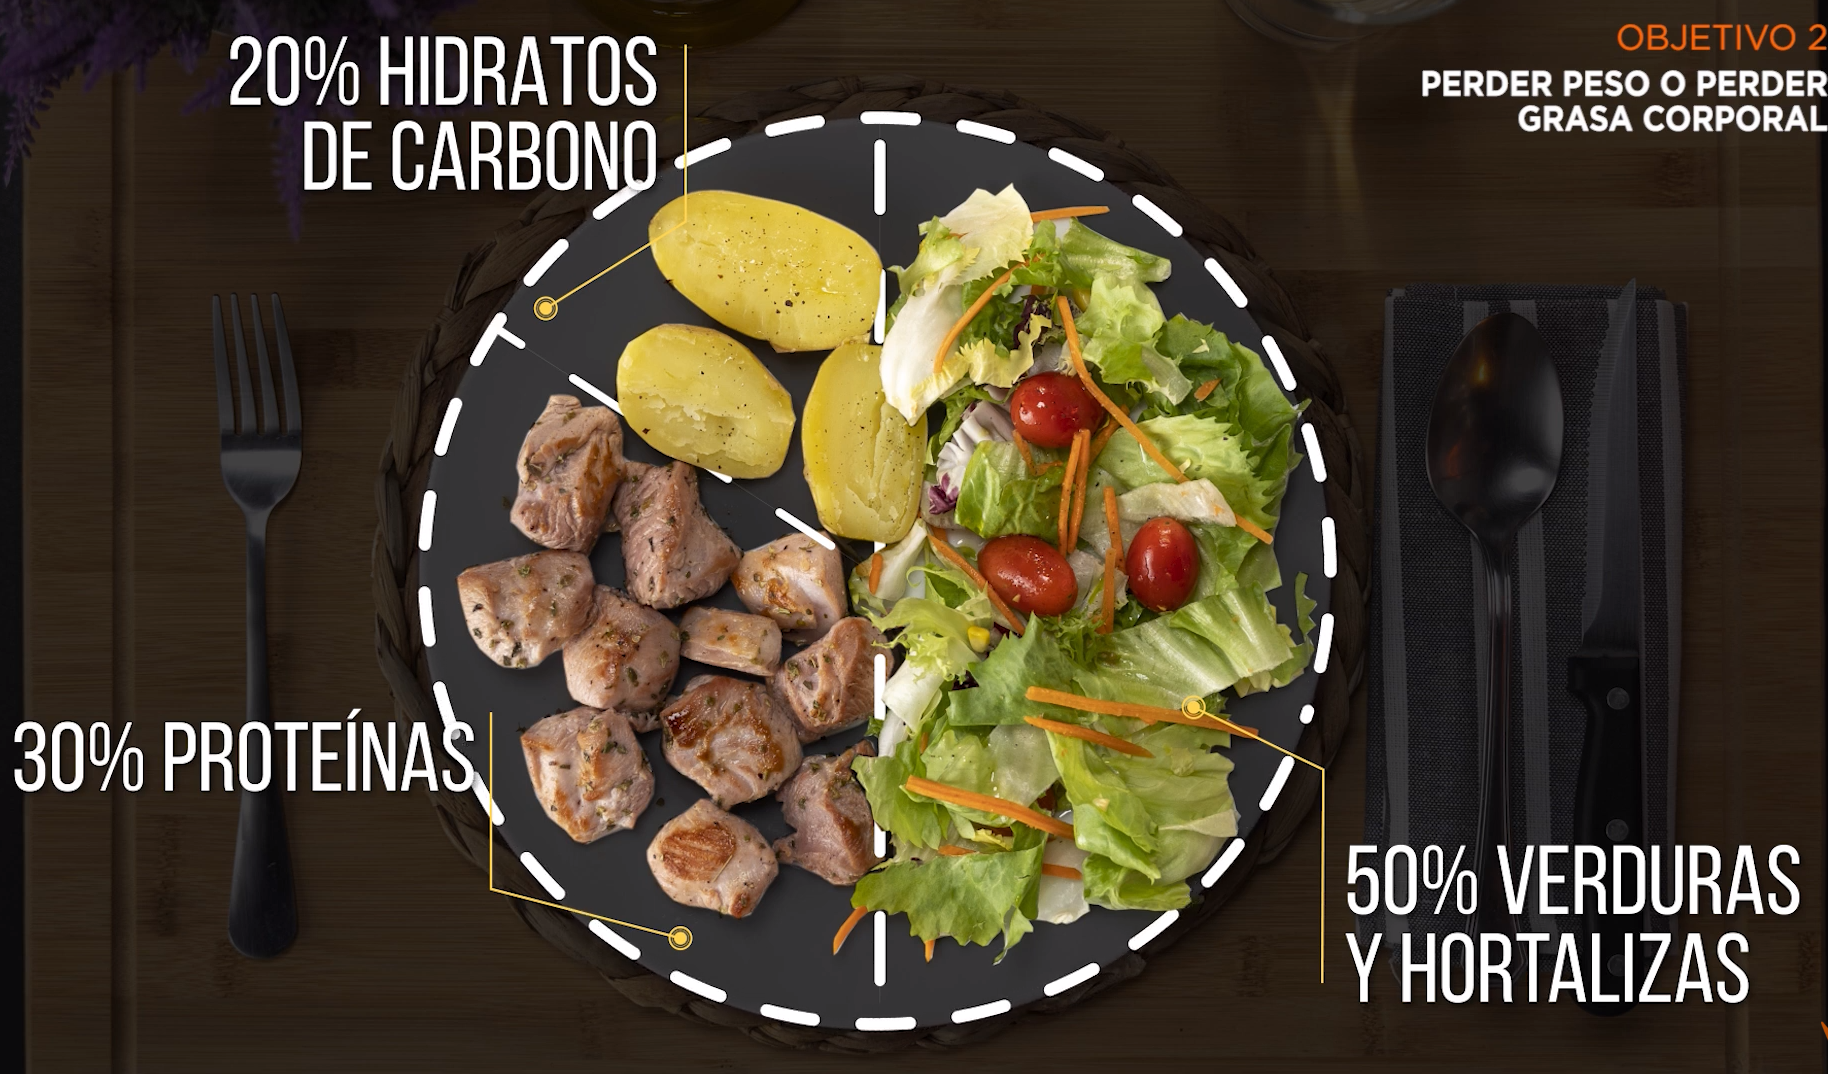 OBJETIVO 2
PERDER PESO O PERDER
GRASA CORPORAL
20% HIDRATOS
DE CARBONO
30% PROTEÍNAS
50% VERDURAS
Y HORTALIZAS